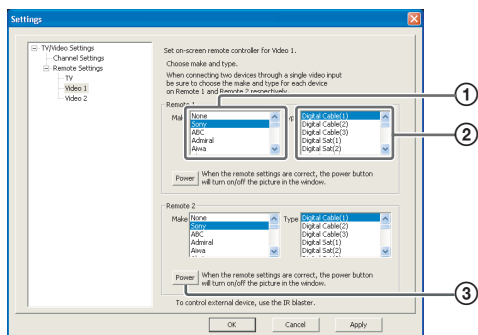 Settings
TV/Video Settings
Channel Settings
Remote Settings
TV
Video 1
Video 2
Set on-screen remote controller for Video 1.
Choose make and type.
When connecting two devices through a single video input
be sure to choose the make and type for each device
on Remote 1 and Remote 2 respectively.
Remote 1
Make
None
Sony
ABC
Admiral
Aiwa
Digital Cable(1)
Digital Cable(2)
Digital Cable(3)
Digital Sat(1)
Digital Sat(2)
Power
When the remote settings are correct, the power button
will turn on/off the picture in the window.
Remote 2
Make
None
Sony
ABC
Admiral
Aiwa
Type
Digital Cable(1)
Digital Cable(2)
Digital Cable(3)
Digital Sat(1)
Digital Sat(2)
Power
When the remote settings are correct, the power button
will turn on/off the picture in the window.
To control external device, use the IR blaster.
OK
Cancel
Apply
1
2
3